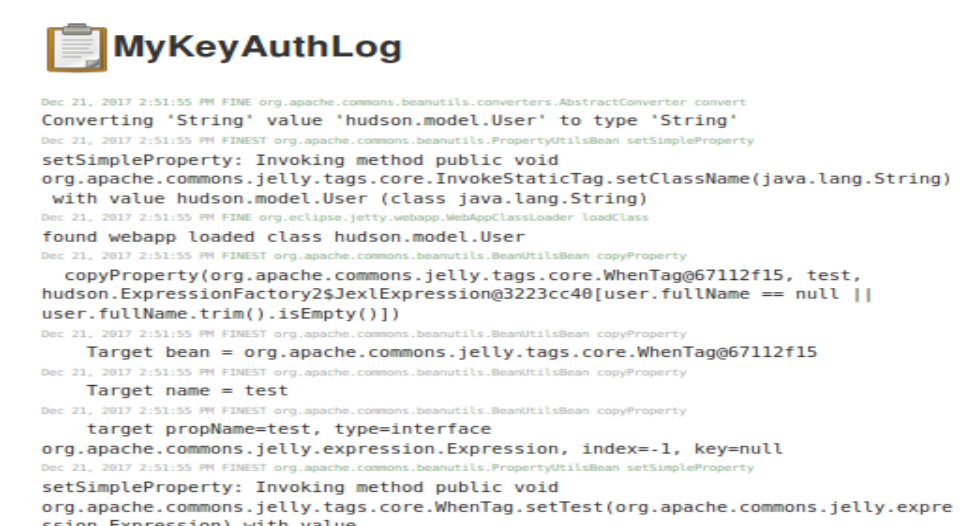 MyKeyAuthLog
Dec 21, 2017 2:51:55 PM FINE org.apache.commons.beanutils.converters.AbstractConverter convert
Converting 'String' value 'hudson.model.User' to type 'String'
Dec 21, 2017 2:51:55 PM FINEST org.apache.commons.beanutils.PropertyUtilsBean setSimpleProperty
setSimpleProperty: Invoking method public void
org.apache.commons.jelly.tags.core.InvokeStaticTag.setClassName(java.lang.String)
with value hudson.model.User (class java.lang.String)
Dec 21, 2017 2:51:55 PM FINE org.eclipse.jetty.webapp.WebAppClassLoader loadClass
found webapp loaded class hudson.model.User
Dec 21, 2017 2:51:55 PM FINEST org.apache.commons.beanutils.BeanUtilsBean copyProperty
copyProperty(org.apache.commons.jelly.tags.core.WhenTag@67112f15, test,
hudson.ExpressionFactory2$JexlExpression@3223cc40[user.fullName == null ||
user.fullName.trim().isEmpty()])
Dec 21, 2017 2:51:55 PM FINEST org.apache.commons.beanutils.BeanUtilsBean copyProperty
Target bean = org.apache.commons.jelly.tags.core.WhenTag@67112f15
Dec 21, 2017 2:51:55 PM FINEST org.apache.commons.beanutils.BeanUtilsBean copyProperty
Target name = test
Dec 21, 2017 2:51:55 PM FINEST org.apache.commons.beanutils.BeanUtilsBean copyProperty
target propName=test, type=interface
org.apache.commons.jelly.expression.Expression, index=-1, key=null
Dec 21, 2017 2:51:55 PM FINEST org.apache.commons.beanutils.PropertyUtilsBean setSimpleProperty
setSimpleProperty: Invoking method public void
org.apache.commons.jelly.tags.core.WhenTag.setTest(org.apache.commons.jelly.expre
ssion.Expression) with value